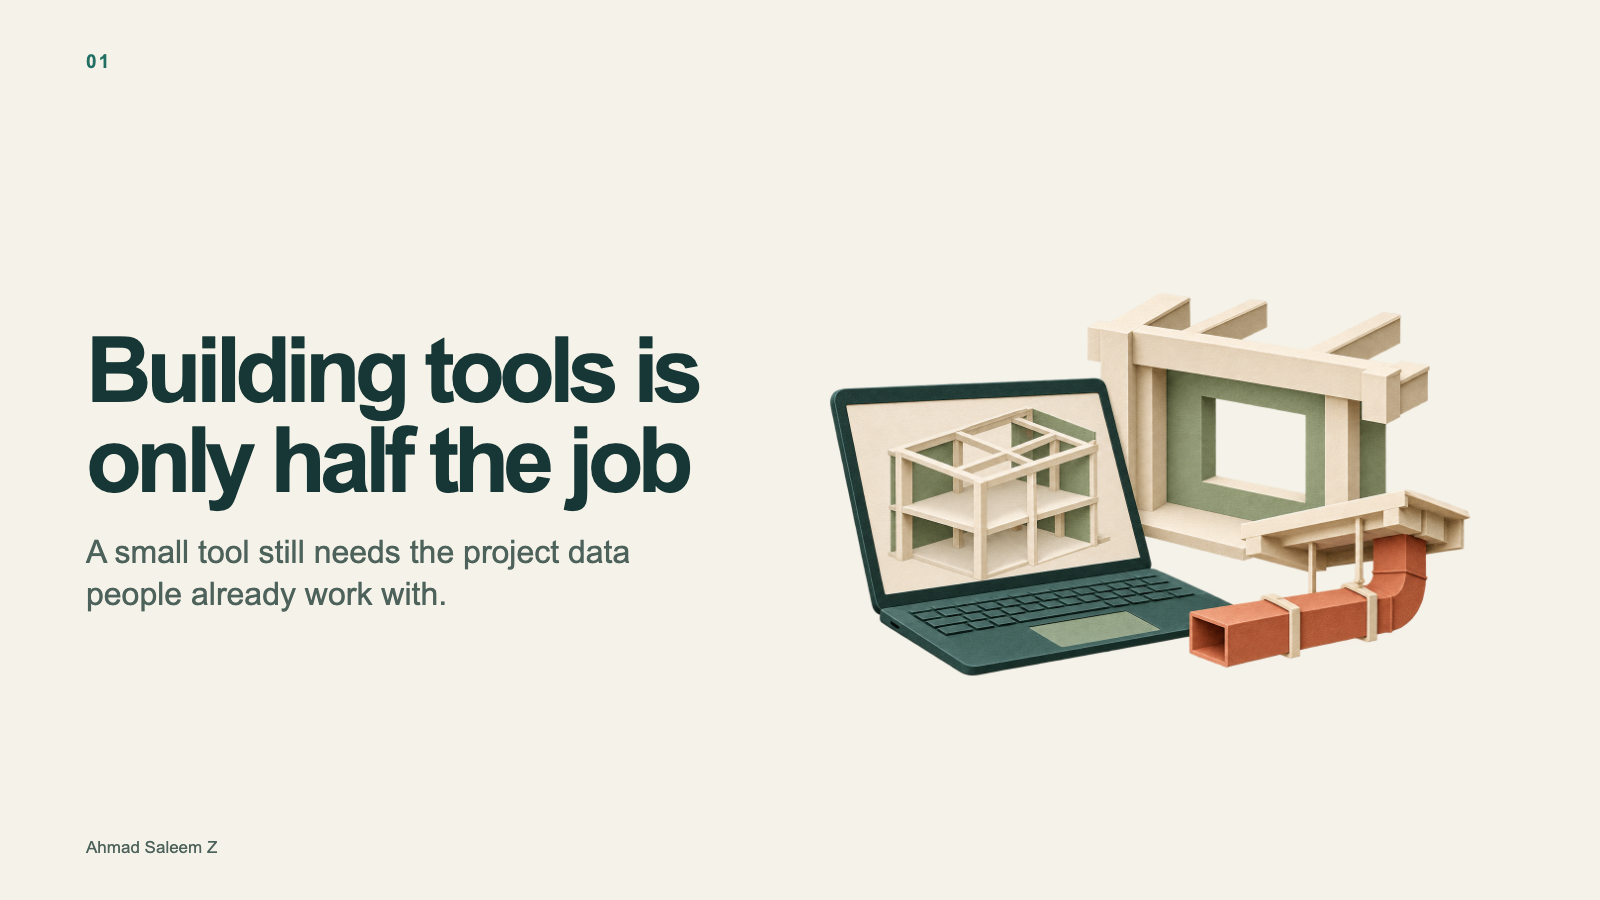 01
Building tools is
only half the job
A small tool still needs the project data
people already work with.
Ahmad Saleem Z